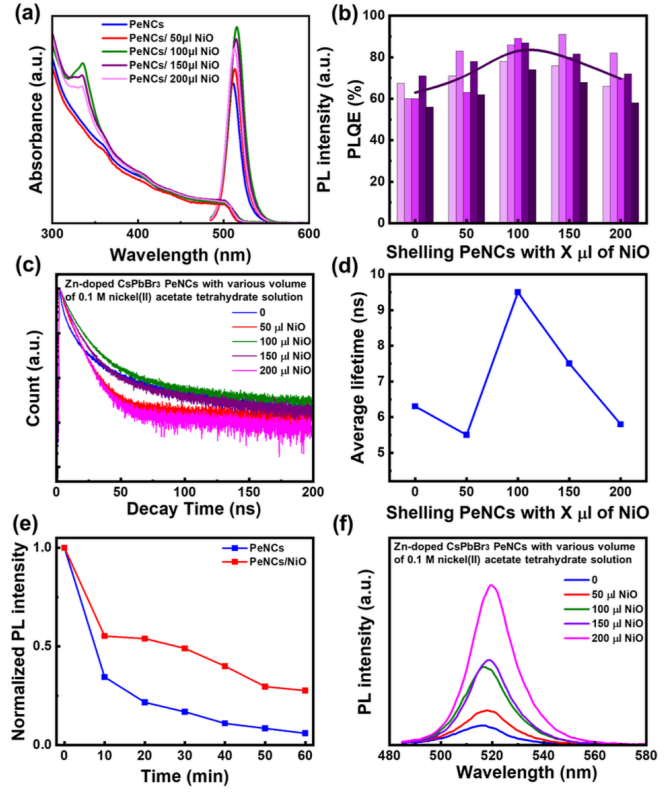 (a)
PeNCs
PeNCs/ 50µl NiO
PeNCs/ 100µl NiO
PeNCs/ 150µl NiO
PeNCs/ 200µl NiO
Absorbance (a.u.)
PL intensity (a.u.)
300 400 500 600
Wavelength (nm)
(b)
100
80
60
40
20
0
PLQE (%)
0 50 100 150 200
Shelling PeNCs with X µl of NiO
(c)
Zn-doped CsPbBr3 PeNCs with various volume
of 0.1 M nickel(II) acetate tetrahydrate solution
0
50 µl NiO
100 µl NiO
150 µl NiO
200 µl NiO
Count (a.u.)
0 50 100 150 200
Decay Time (ns)
(d)
10
9
8
7
6
5
Average lifetime (ns)
0 50 100 150 200
Shelling PeNCs with X µl of NiO
(e)
PeNCs
PeNCs/NiO
1.0
0.5
0.0
Normalized PL intensity
0 10 20 30 40 50 60
Time (min)
(f)
Zn-doped CsPbBr3 PeNCs with various volume
of 0.1 M nickel(II) acetate tetrahydrate solution
0
50 µl NiO
100 µl NiO
150 µl NiO
200 µl NiO
PL intensity (a.u.)
480 500 520 540 560 580
Wavelength (nm)